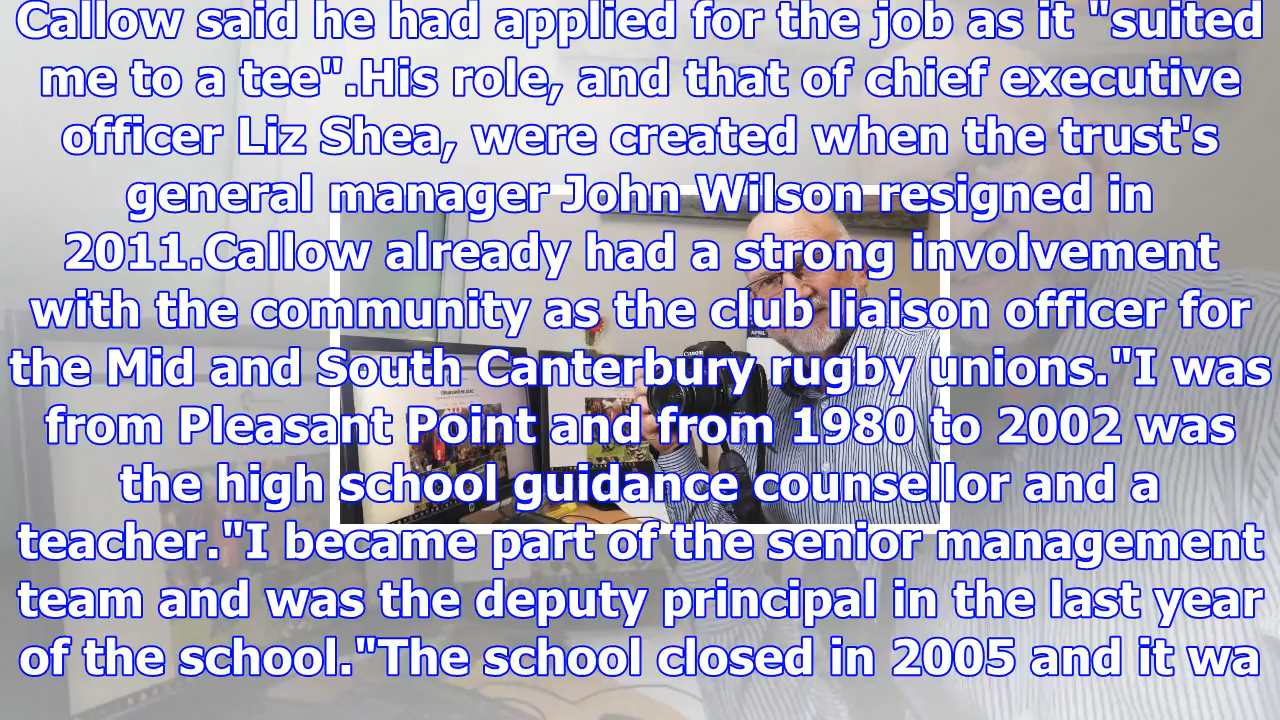 Callow said he had applied for the job as it "suited
me to a tee".His role, and that of chief executive
officer Liz Shea, were created when the trust's
general manager John Wilson resigned in
2011.Callow already had a strong involvement
with the community as the club liaison officer for
the Mid and South Canterbury rugby unions."I was
from Pleasant Point and from 1980 to 2002 was
the high school guidance counsellor and a
teacher."I became part of the senior management
team and was the deputy principal in the last year
of the school."The school closed in 2005 and it wa